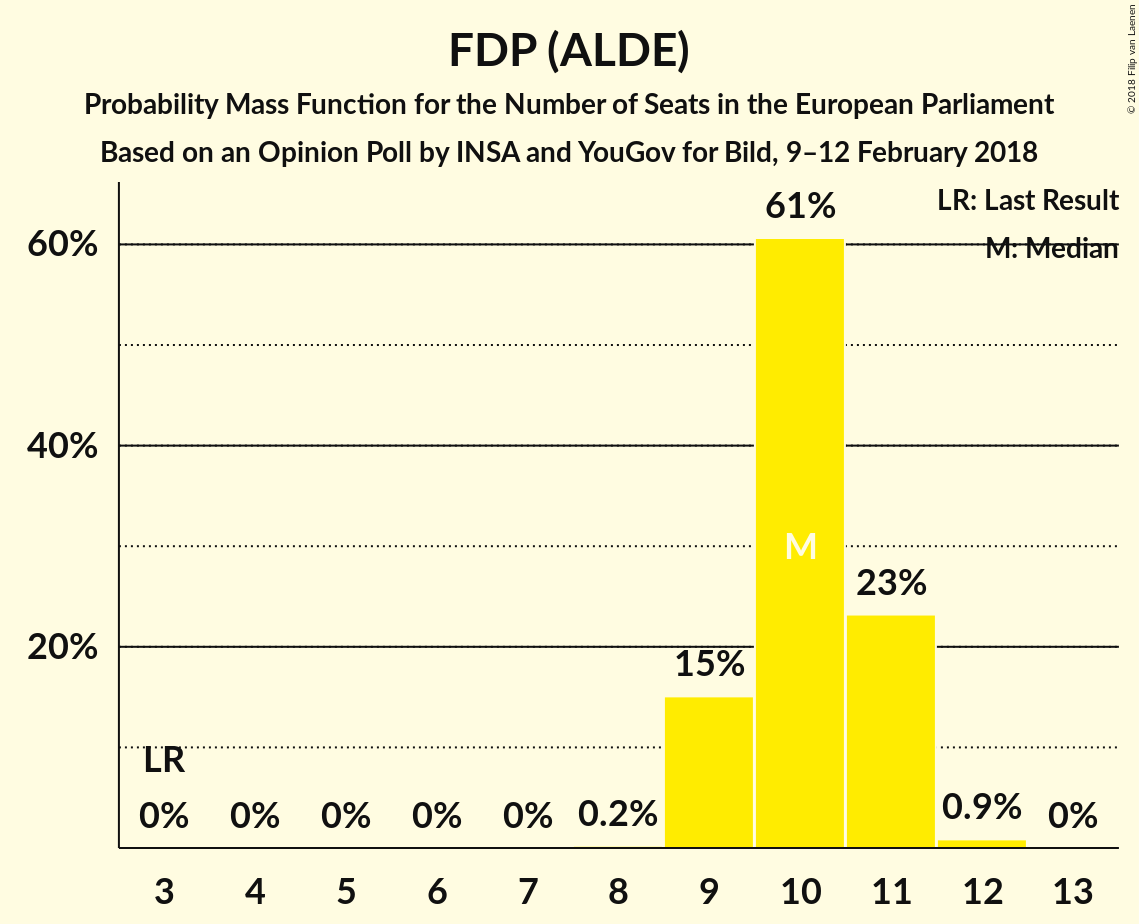 FDP (ALDE)
Probability Mass Function for the Number of Seats in the European Parliament
Based on an Opinion Poll by INSA and YouGov for Bild, 9–12 February 2018
© 2018 Filip van Laenen
LR: Last Result
M: Median
60%
40%
20%
61%
M
23%
15%
LR
0% 0% 0% 0% 0% 0.2% 0.9% 0%
3 4 5 6 7 8 9 10 11 12 13